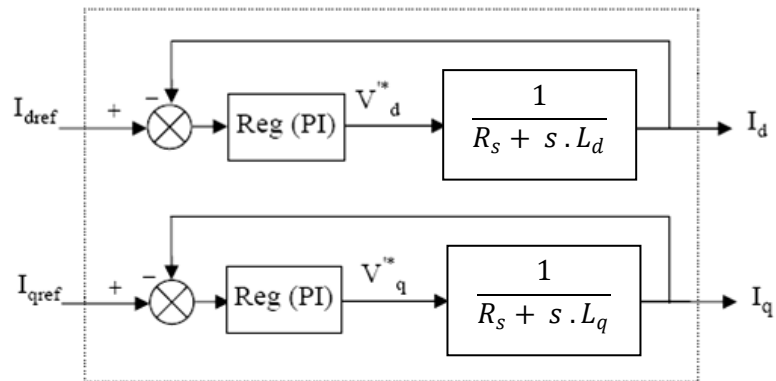 I_dref
+
−
Reg (PI)
V'*_d
1
R_s + s . L_d
I_d
I_qref
+
−
Reg (PI)
V'*_q
1
R_s + s . L_q
I_q